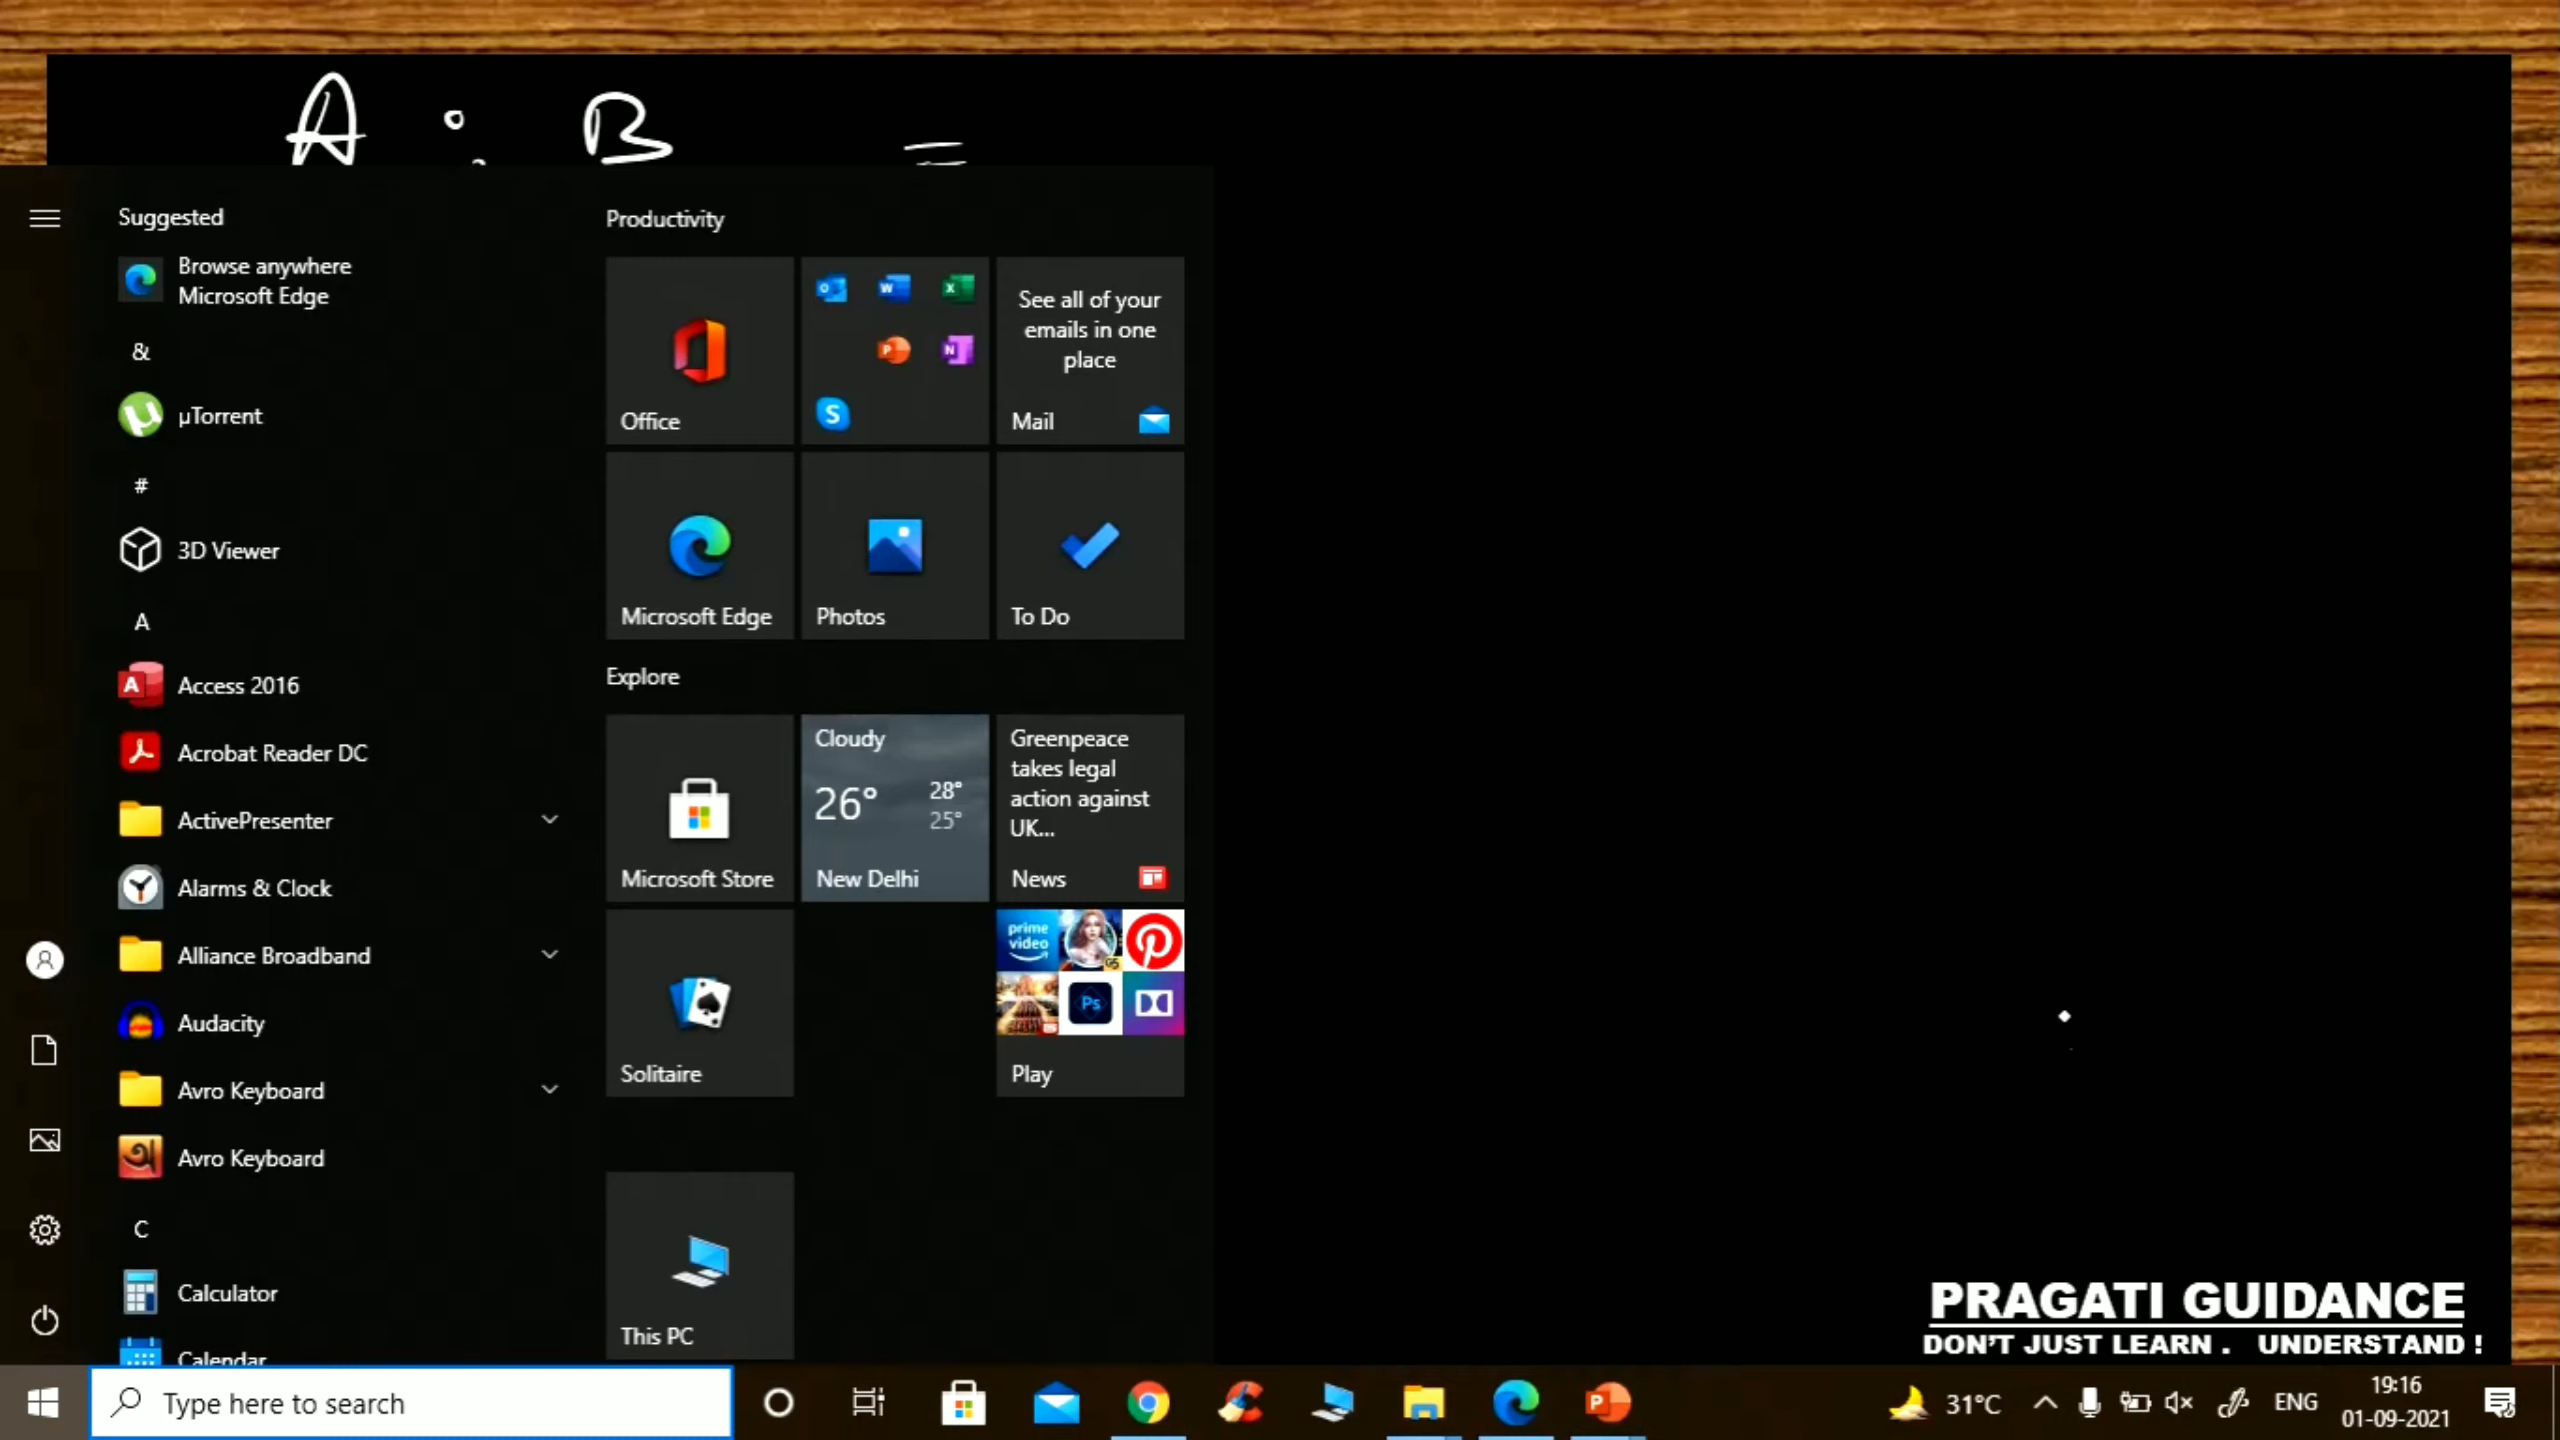 A : B =
Suggested
Browse anywhere
Microsoft Edge
&
µTorrent
#
3D Viewer
A
Access 2016
Acrobat Reader DC
ActivePresenter
Alarms & Clock
Alliance Broadband
Audacity
Avro Keyboard
Avro Keyboard
C
Calculator
Calendar
Productivity
Office
See all of your
emails in one
place
Mail
Microsoft Edge
Photos
To Do
Explore
Microsoft Store
Cloudy
26°
28°
25°
New Delhi
Greenpeace
takes legal
action against
UK...
News
Solitaire
prime
video
Ps
Play
This PC
PRAGATI GUIDANCE
DON'T JUST LEARN . UNDERSTAND !
Type here to search
31°C
ENG
19:16
01-09-2021